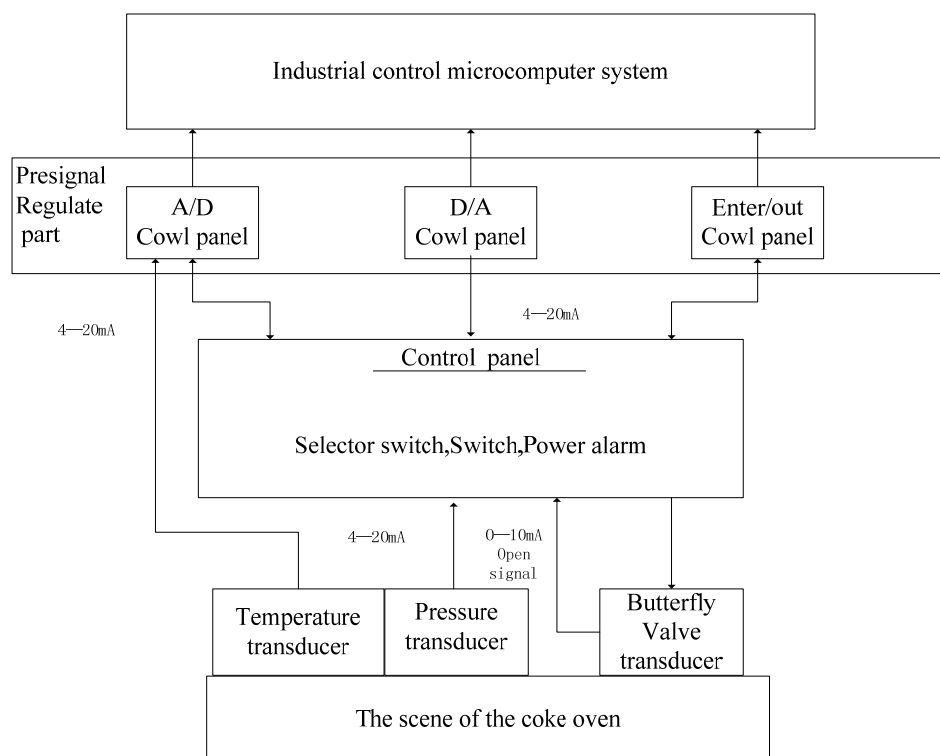 Industrial control microcomputer system
Presignal
Regulate
part
A/D
Cowl panel
D/A
Cowl panel
Enter/out
Cowl panel
4—20mA
4—20mA
Control panel
Selector switch,Switch,Power alarm
4—20mA
0—10mA
Open
signal
Temperature
transducer
Pressure
transducer
Butterfly
Valve
transducer
The scene of the coke oven